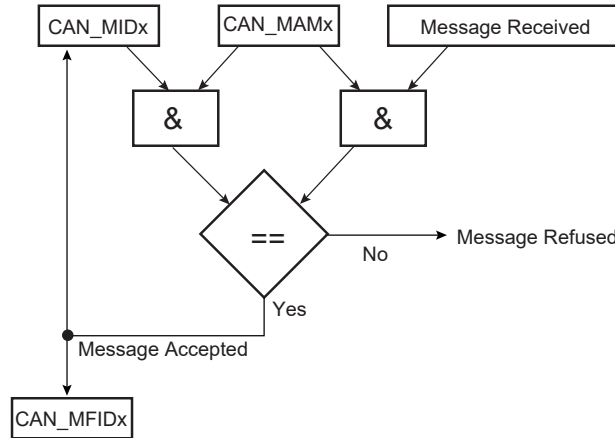 CAN_MIDx
CAN_MAMx
Message Received
&
&
==
No
Message Refused
Yes
Message Accepted
CAN_MFIDx